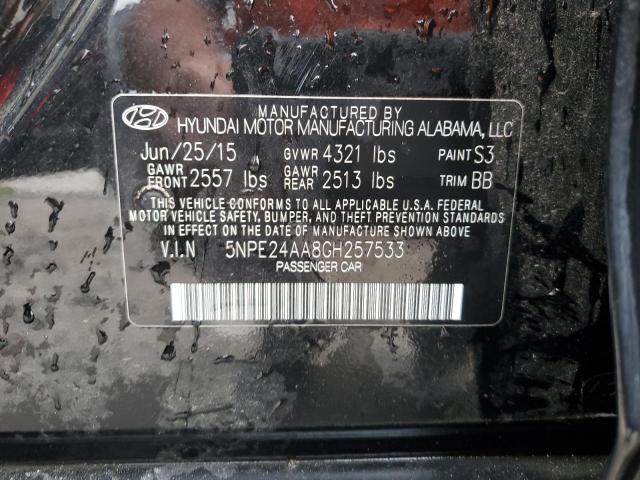 MANUFACTURED BY
HYUNDAI MOTOR MANUFACTURING ALABAMA, LLC
Jun/25/15 GVWR 4321 lbs PAINT S3
GAWR FRONT 2557 lbs GAWR REAR 2513 lbs TRIM BB
THIS VEHICLE CONFORMS TO ALL APPLICABLE U.S.A. FEDERAL
MOTOR VEHICLE SAFETY, BUMPER, AND THEFT PREVENTION STANDARDS
IN EFFECT ON THE DATE OF MANUFACTURE SHOWN ABOVE.
V.I.N 5NPE24AA8GH257533
PASSENGER CAR